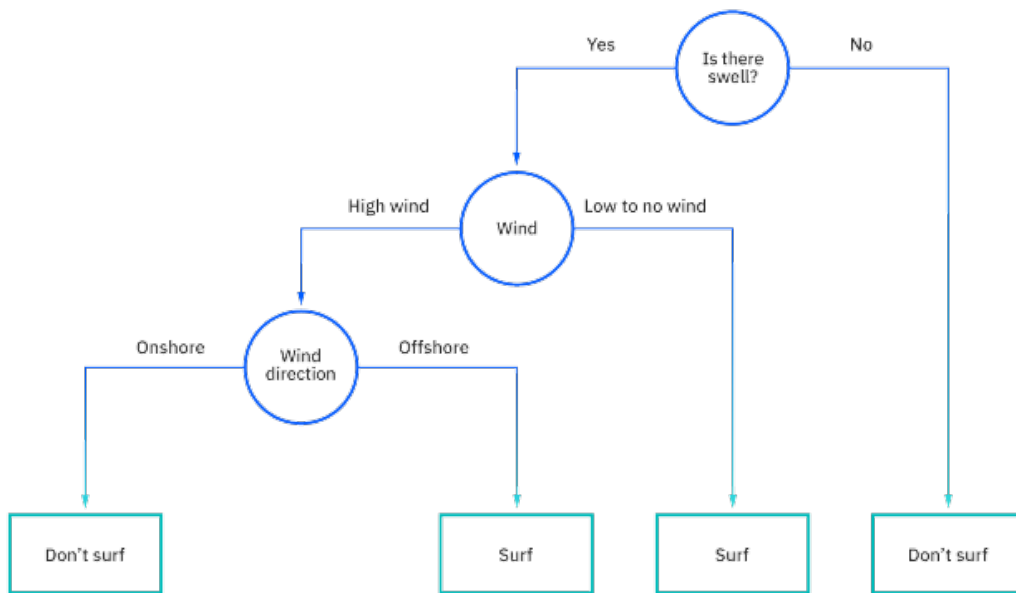 Yes
Is there
swell?
No
High wind
Wind
Low to no wind
Onshore
Wind
direction
Offshore
Don't surf
Surf
Surf
Don't surf